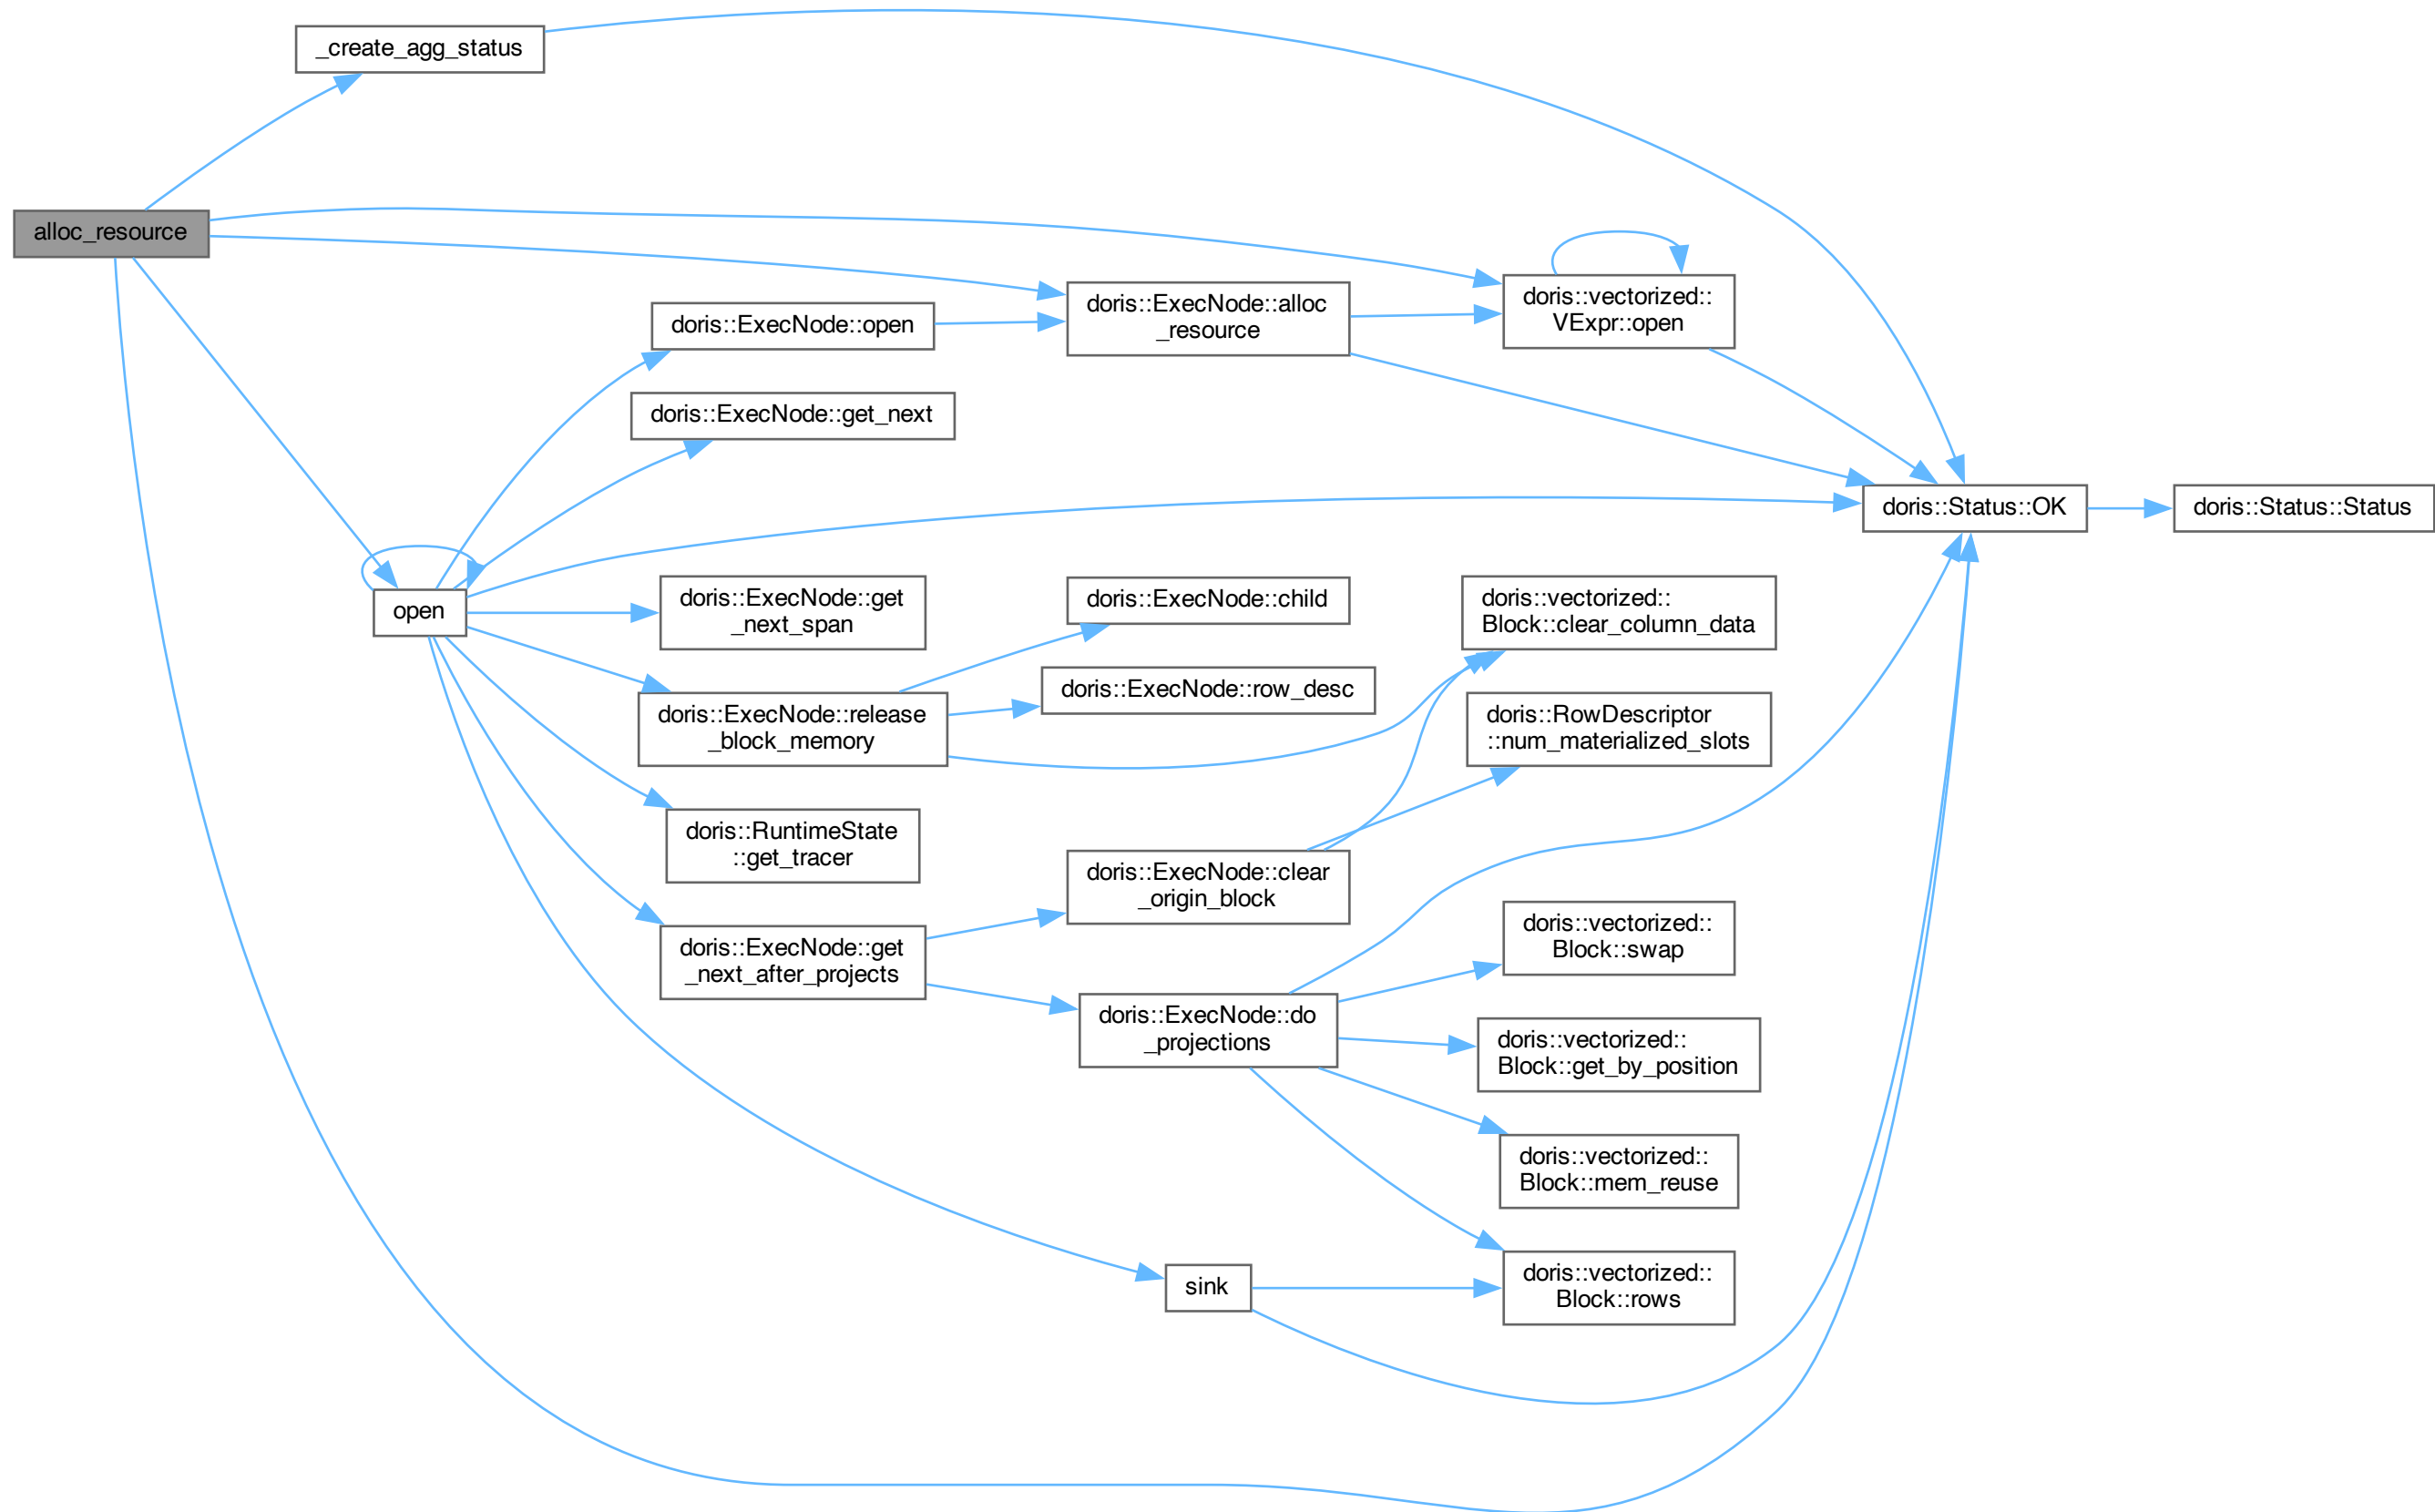 _create_agg_status
alloc_resource
doris::ExecNode::open
doris::ExecNode::alloc
_resource
doris::vectorized::
VExpr::open
doris::ExecNode::get_next
doris::Status::OK
doris::Status::Status
open
doris::ExecNode::get
_next_span
doris::ExecNode::child
doris::vectorized::
Block::clear_column_data
doris::ExecNode::release
_block_memory
doris::ExecNode::row_desc
doris::RowDescriptor
::num_materialized_slots
doris::RuntimeState
::get_tracer
doris::ExecNode::clear
_origin_block
doris::ExecNode::get
_next_after_projects
doris::vectorized::
Block::swap
doris::ExecNode::do
_projections
doris::vectorized::
Block::get_by_position
doris::vectorized::
Block::mem_reuse
sink
doris::vectorized::
Block::rows